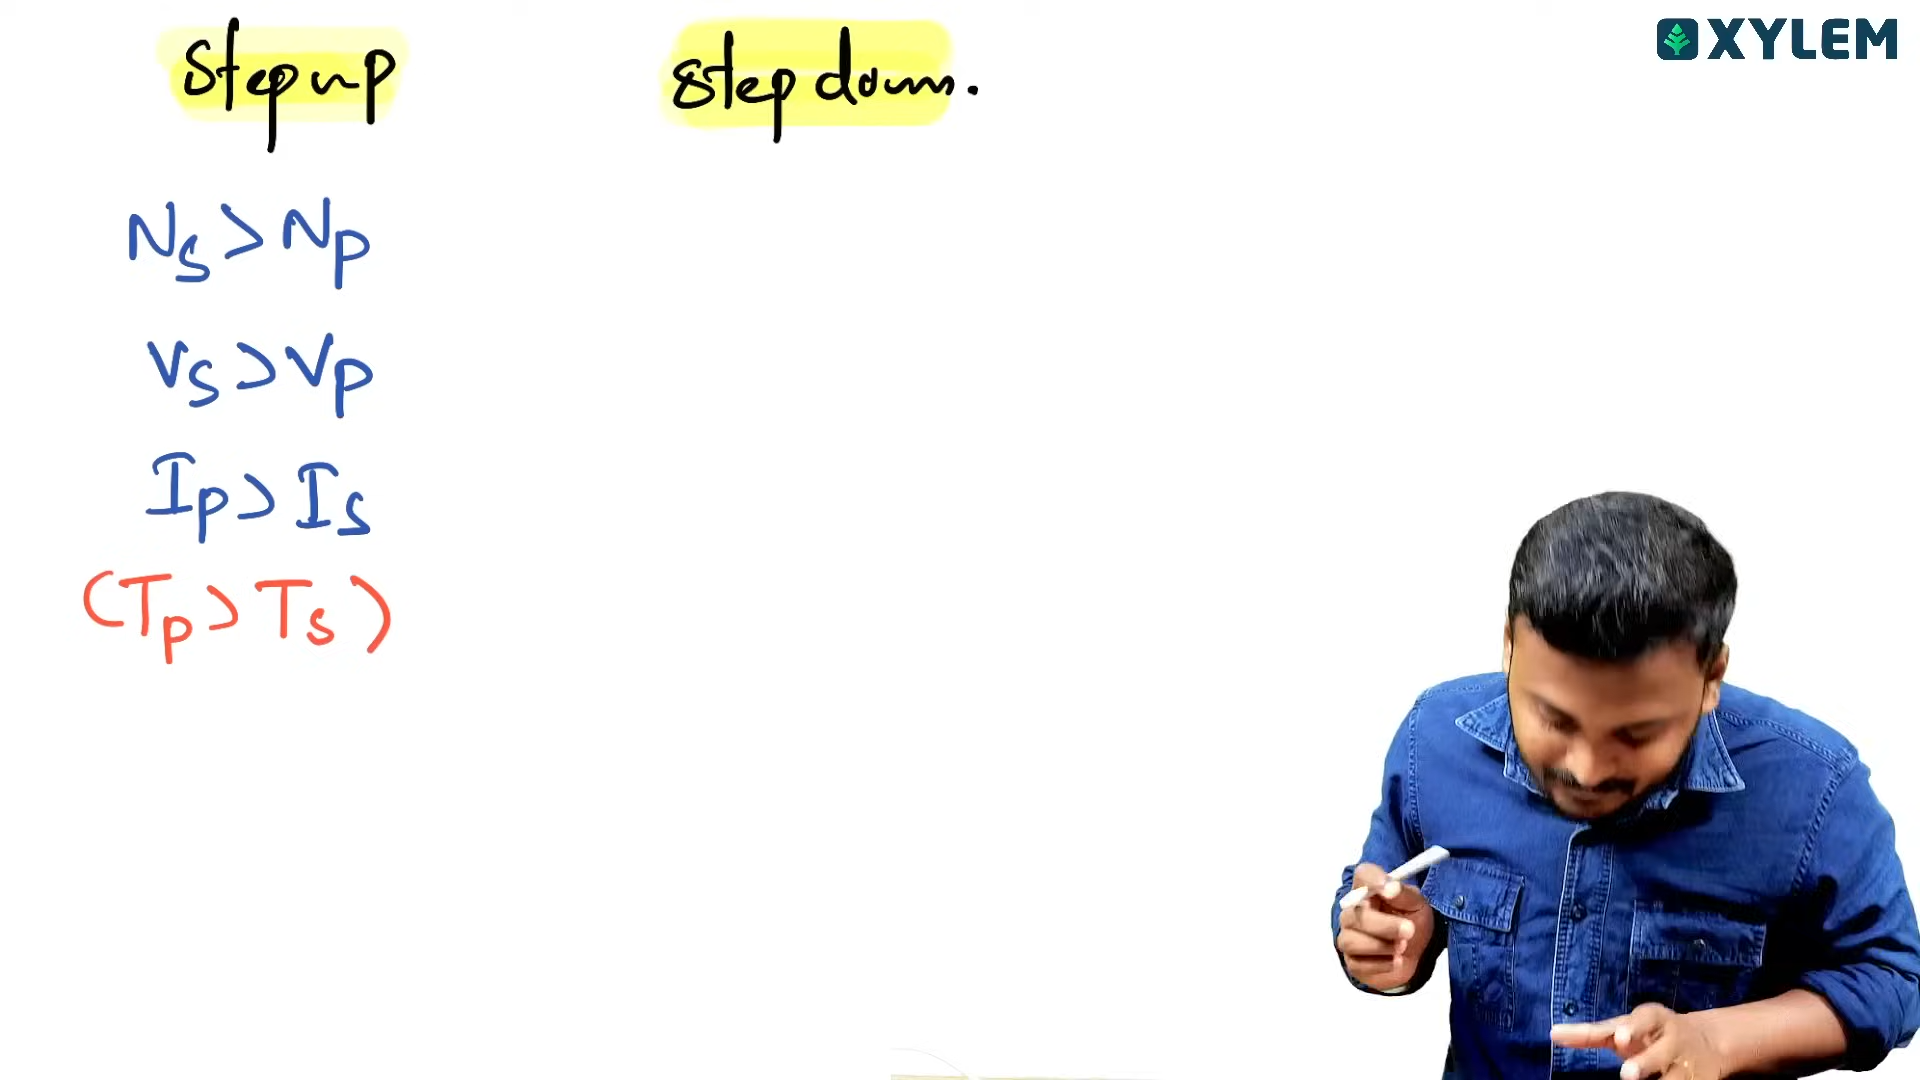 Step up
Step down.
XYLEM
Ns > Np
Vs > Vp
Ip > Is
(Tp > Ts)